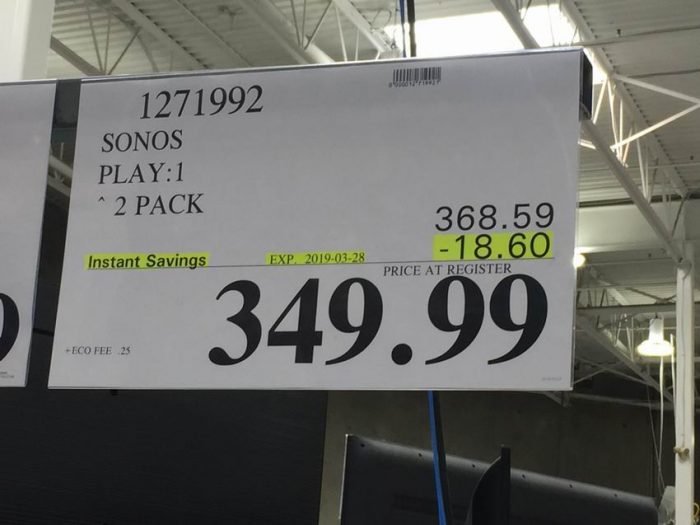 1271992
SONOS
PLAY:1
^ 2 PACK
368.59
-18.60
Instant Savings EXP. 2019-03-28
PRICE AT REGISTER
349.99
+ECO FEE .25